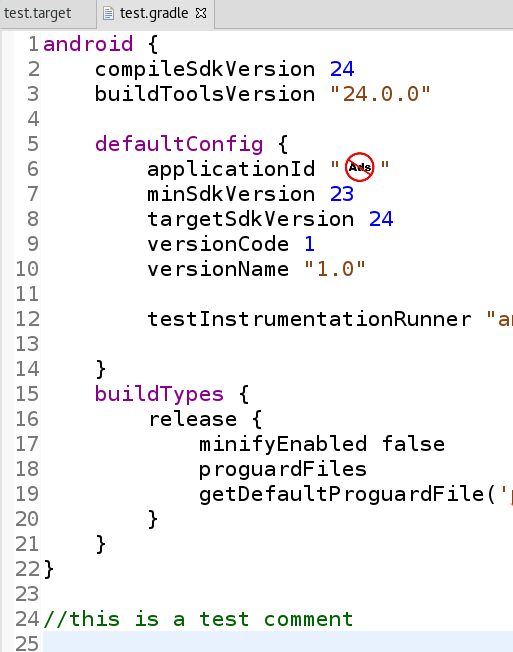 test.target test.gradle
1 android {
2     compileSdkVersion 24
3     buildToolsVersion "24.0.0"
4
5     defaultConfig {
6         applicationId "Ads"
7         minSdkVersion 23
8         targetSdkVersion 24
9         versionCode 1
10         versionName "1.0"
11
12         testInstrumentationRunner "
13
14     }
15     buildTypes {
16         release {
17             minifyEnabled false
18             proguardFiles
19             getDefaultProguardFile('
20         }
21     }
22 }
23
24 //this is a test comment
25